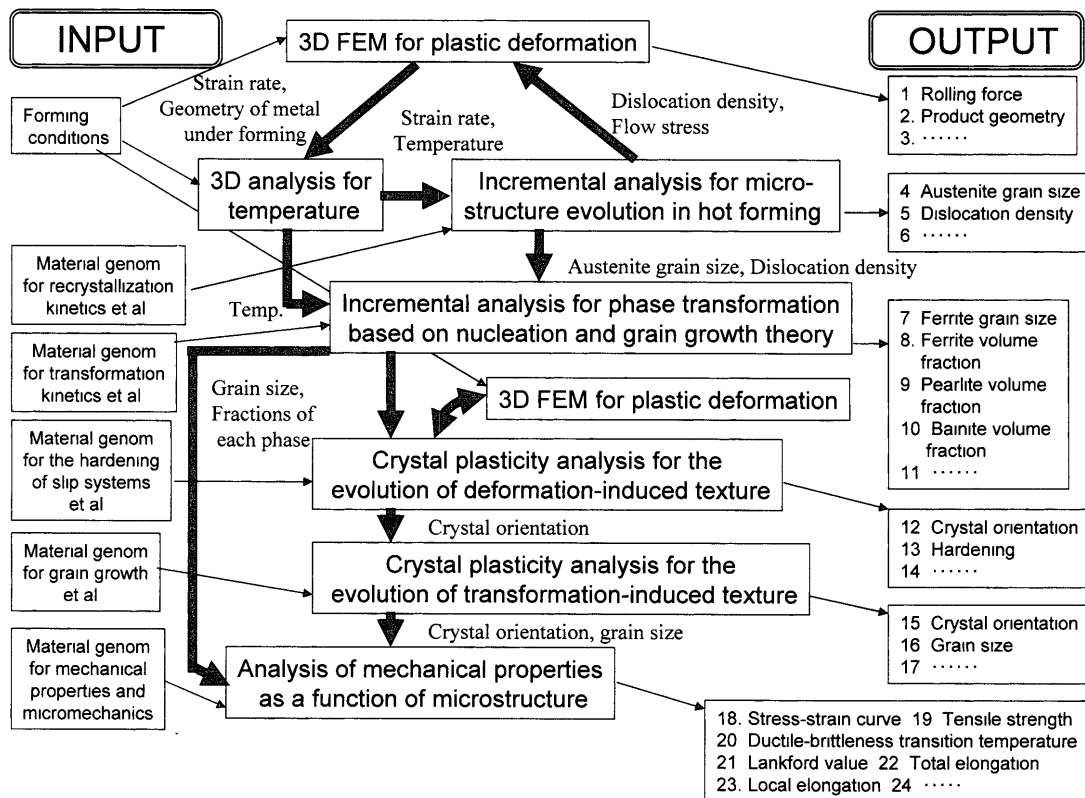 INPUT
3D FEM for plastic deformation
OUTPUT
Strain rate,
Geometry of metal
under forming
Dislocation density,
Flow stress
1 Rolling force
2. Product geometry
3. ······
Forming
conditions
Strain rate,
Temperature
3D analysis for
temperature
Incremental analysis for micro-
structure evolution in hot forming
4 Austenite grain size
5 Dislocation density
6 ······
Material genom
for recrystallization
kinetics et al
Austenite grain size, Dislocation density
Temp.
Incremental analysis for phase transformation
based on nucleation and grain growth theory
7 Ferrite grain size
8. Ferrite volume
fraction
9 Pearlite volume
fraction
10 Bainite volume
fraction
11 ······
Material genom
for transformation
kinetics et al
Grain size,
Fractions of
each phase
3D FEM for plastic deformation
Material genom
for the hardening
of slip systems
et al
Crystal plasticity analysis for the
evolution of deformation-induced texture
Crystal orientation
12 Crystal orientation
13 Hardening
14 ·····
Material genom
for grain growth
et al
Crystal plasticity analysis for the
evolution of transformation-induced texture
Crystal orientation, grain size
15 Crystal orientation
16 Grain size
17 ······
Material genom
for mechanical
properties and
micromechanics
Analysis of mechanical properties
as a function of microstructure
18. Stress-strain curve 19 Tensile strength
20 Ductile-brittleness transition temperature
21 Lankford value 22 Total elongation
23. Local elongation 24 ·····